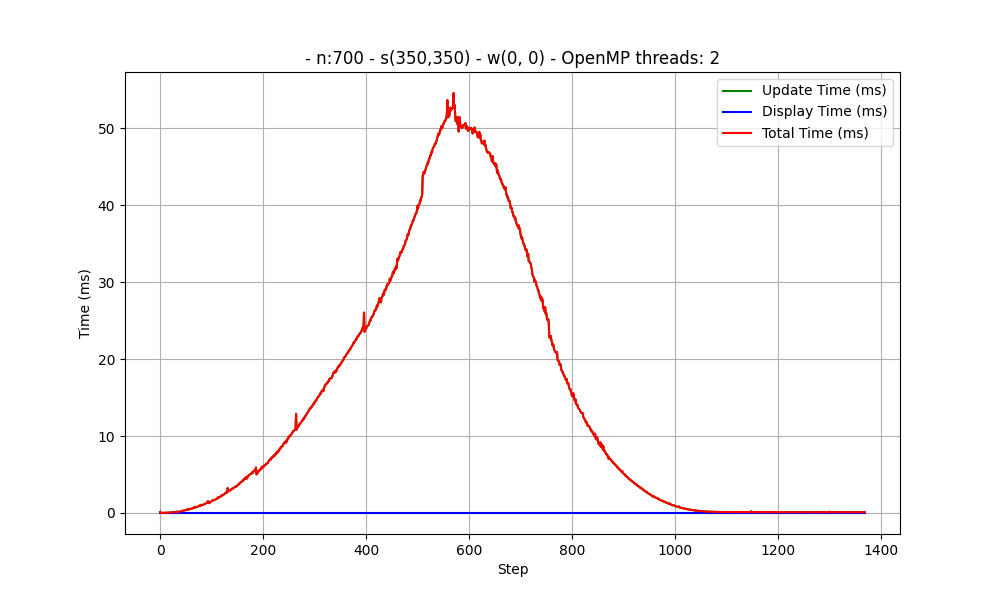 - n:700 - s(350,350) - w(0, 0) - OpenMP threads: 2
Update Time (ms)
Display Time (ms)
Total Time (ms)
Time (ms)
50
40
30
20
10
0
0 200 400 600 800 1000 1200 1400
Step